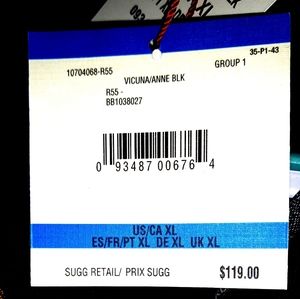 35-P1-43
10704068-R55 GROUP 1
VICUNA/ANNE BLK
R55 -
BB1038027
0 93487 00676 4
US/CA XL
ES/FR/PT XL DE XL UK XL
SUGG RETAIL/ PRIX SUGG $119.00